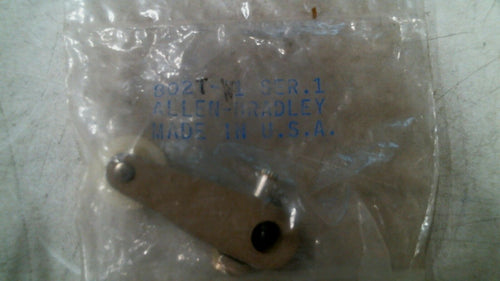 802T-W1 SER.1
ALLEN-BRADLEY
MADE IN U.S.A.